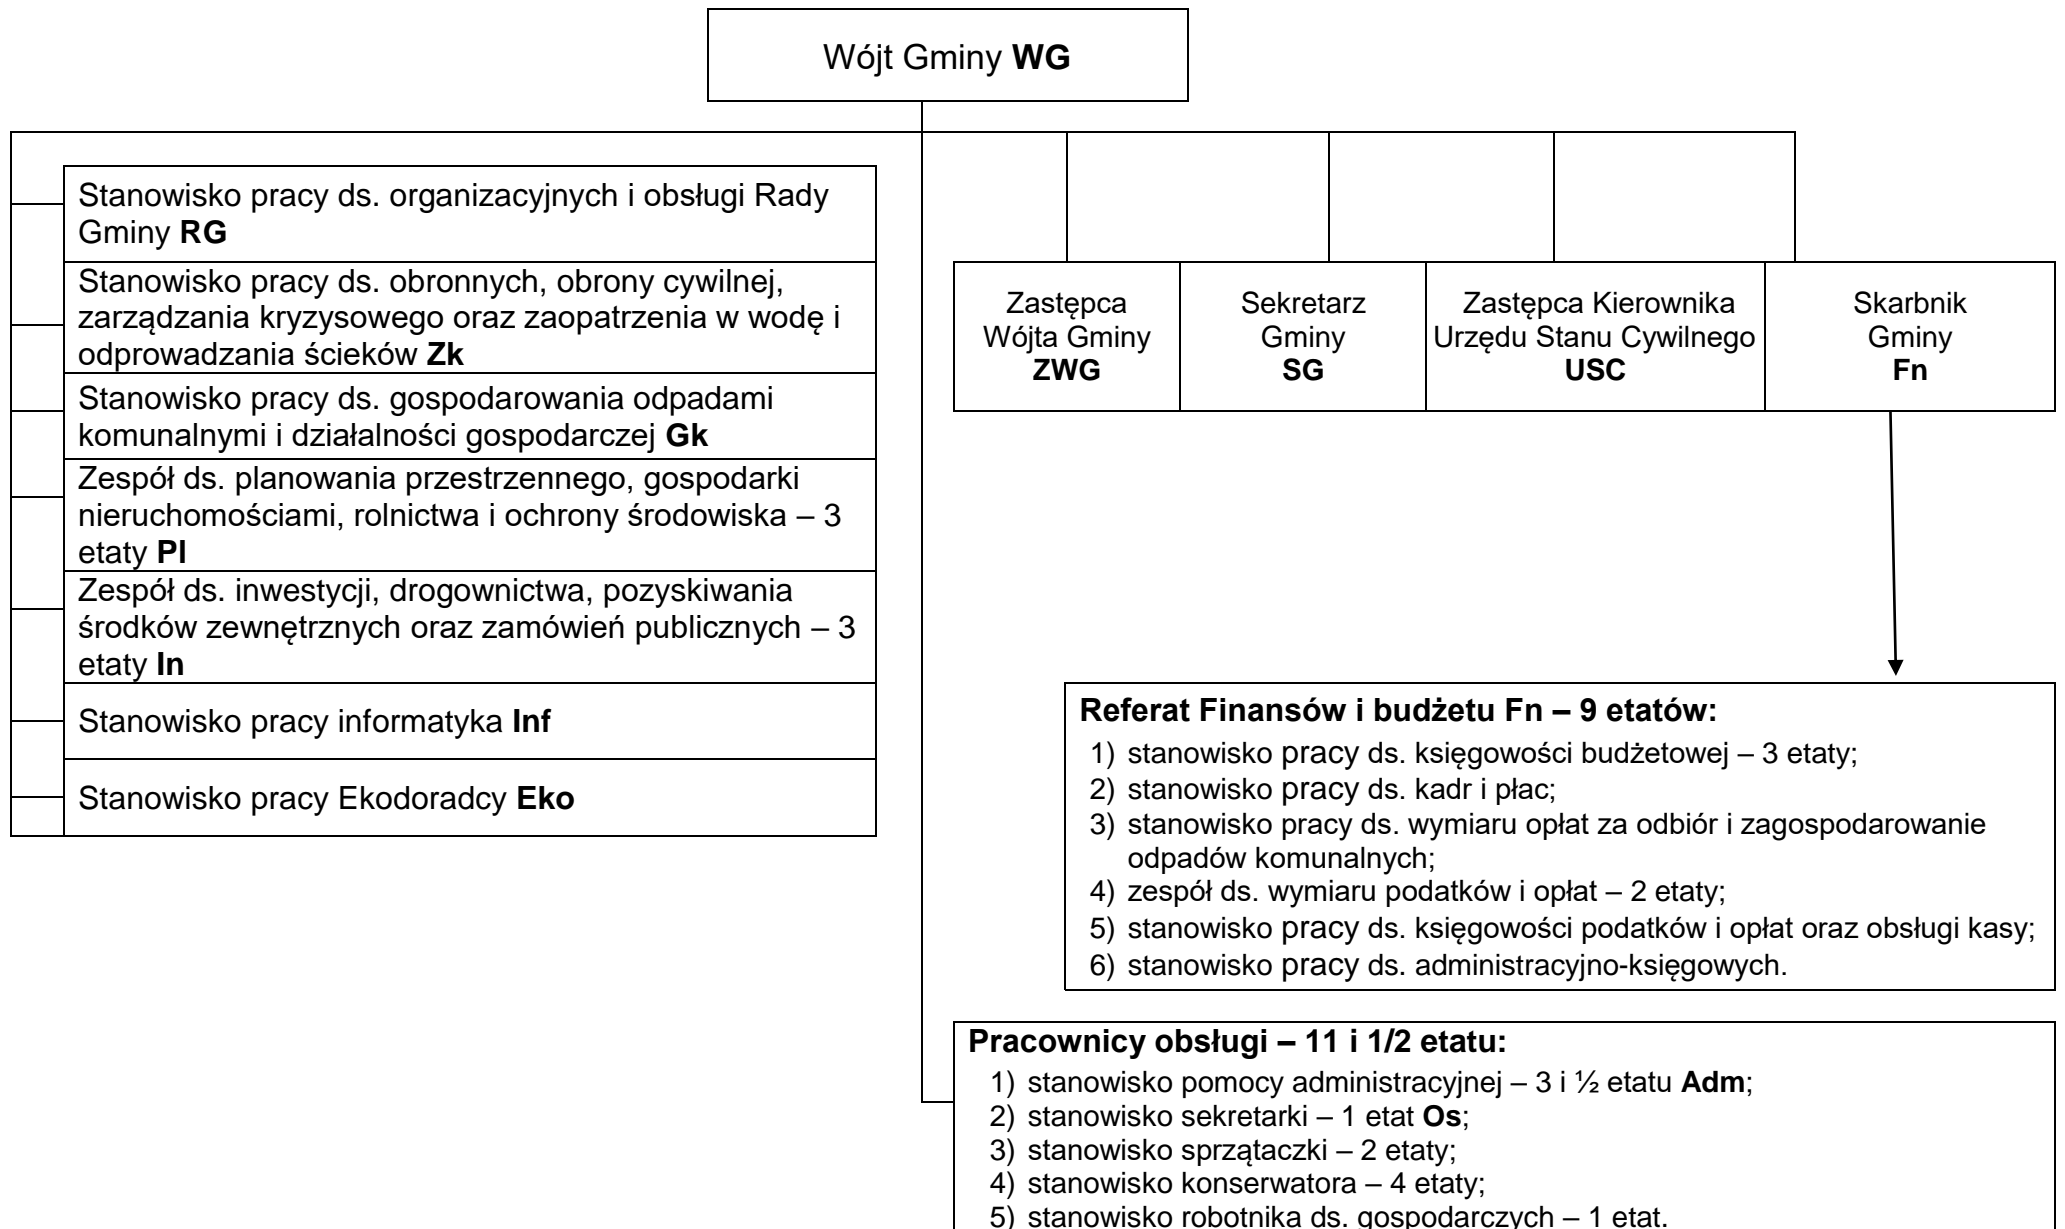 Wójt Gminy WG
Stanowisko pracy ds. organizacyjnych i obsługi Rady
Gminy RG
Stanowisko pracy ds. obronnych, obrony cywilnej,
zarządzania kryzysowego oraz zaopatrzenia w wodę i
odprowadzania ścieków Zk
Stanowisko pracy ds. gospodarowania odpadami
komunalnymi i działalności gospodarczej Gk
Zespół ds. planowania przestrzennego, gospodarki
nieruchomościami, rolnictwa i ochrony środowiska – 3
etaty Pl
Zespół ds. inwestycji, drogownictwa, pozyskiwania
środków zewnętrznych oraz zamówień publicznych – 3
etaty In
Stanowisko pracy informatyka Inf
Stanowisko pracy Ekodoradcy Eko
Zastępca
Wójta Gminy
ZWG
Sekretarz
Gminy
SG
Zastępca Kierownika
Urzędu Stanu Cywilnego
USC
Skarbnik
Gminy
Fn
Referat Finansów i budżetu Fn – 9 etatów:
1) stanowisko pracy ds. księgowości budżetowej – 3 etaty;
2) stanowisko pracy ds. kadr i płac;
3) stanowisko pracy ds. wymiaru opłat za odbiór i zagospodarowanie
odpadów komunalnych;
4) zespół ds. wymiaru podatków i opłat – 2 etaty;
5) stanowisko pracy ds. księgowości podatków i opłat oraz obsługi kasy;
6) stanowisko pracy ds. administracyjno-księgowych.
Pracownicy obsługi – 11 i 1/2 etatu:
1) stanowisko pomocy administracyjnej – 3 i ½ etatu Adm;
2) stanowisko sekretarki – 1 etat Os;
3) stanowisko sprzątaczki – 2 etaty;
4) stanowisko konserwatora – 4 etaty;
5) stanowisko robotnika ds. gospodarczych – 1 etat.